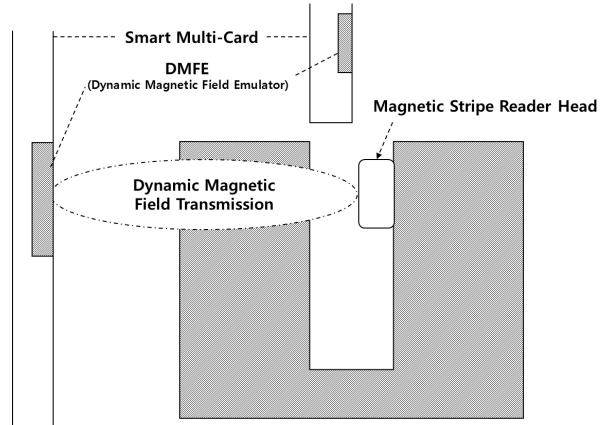 Smart Multi-Card
DMFE
(Dynamic Magnetic Field Emulator)
Magnetic Stripe Reader Head
Dynamic Magnetic
Field Transmission